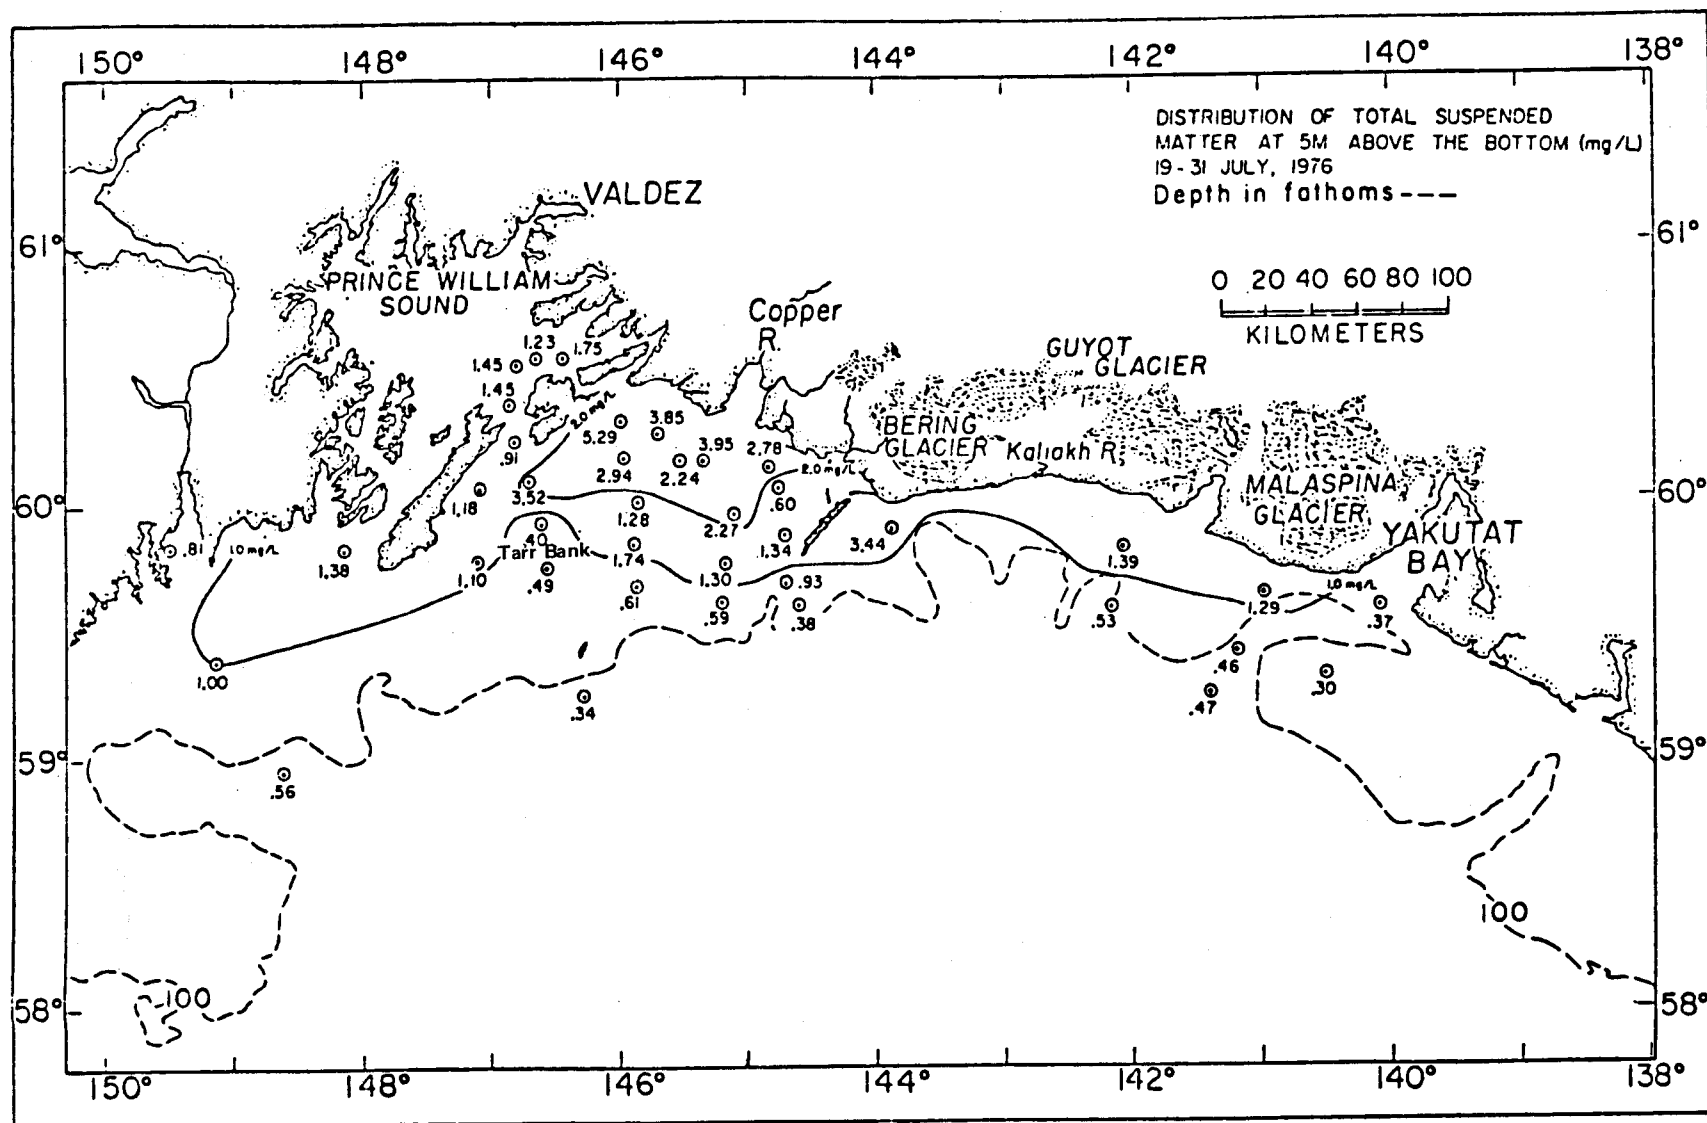 150° 148° 146° 144° 142° 140° 138°
DISTRIBUTION OF TOTAL SUSPENDED
MATTER AT 5M ABOVE THE BOTTOM (mg/L)
19-31 JULY, 1976
Depth in fathoms---
VALDEZ
61° 61°
PRINCE WILLIAM
SOUND
0 20 40 60 80 100
KILOMETERS
Copper
R.
GUYOT
GLACIER
1.23 1.75
1.45
1.45
2.0 mg/L
5.29 3.85
3.95
2.78
BERING
GLACIER
Kaliakh R.
.91
2.94 2.24
2.0 mg/L
MALASPINA
GLACIER
60° 60°
1.18 3.52
1.28
2.27
.60
YAKUTAT
BAY
.81 1.0 mg/L
1.38
.40
Tarr Bank
1.74
1.34
3.44
1.39
1.10 .49
1.30 .93
1.0 mg/L
.61 .59 .38
.53 1.29 .37
1.00
.46
.34 .47 .30
59° 59°
.56
100
100
58° 58°
150° 148° 146° 144° 142° 140° 138°